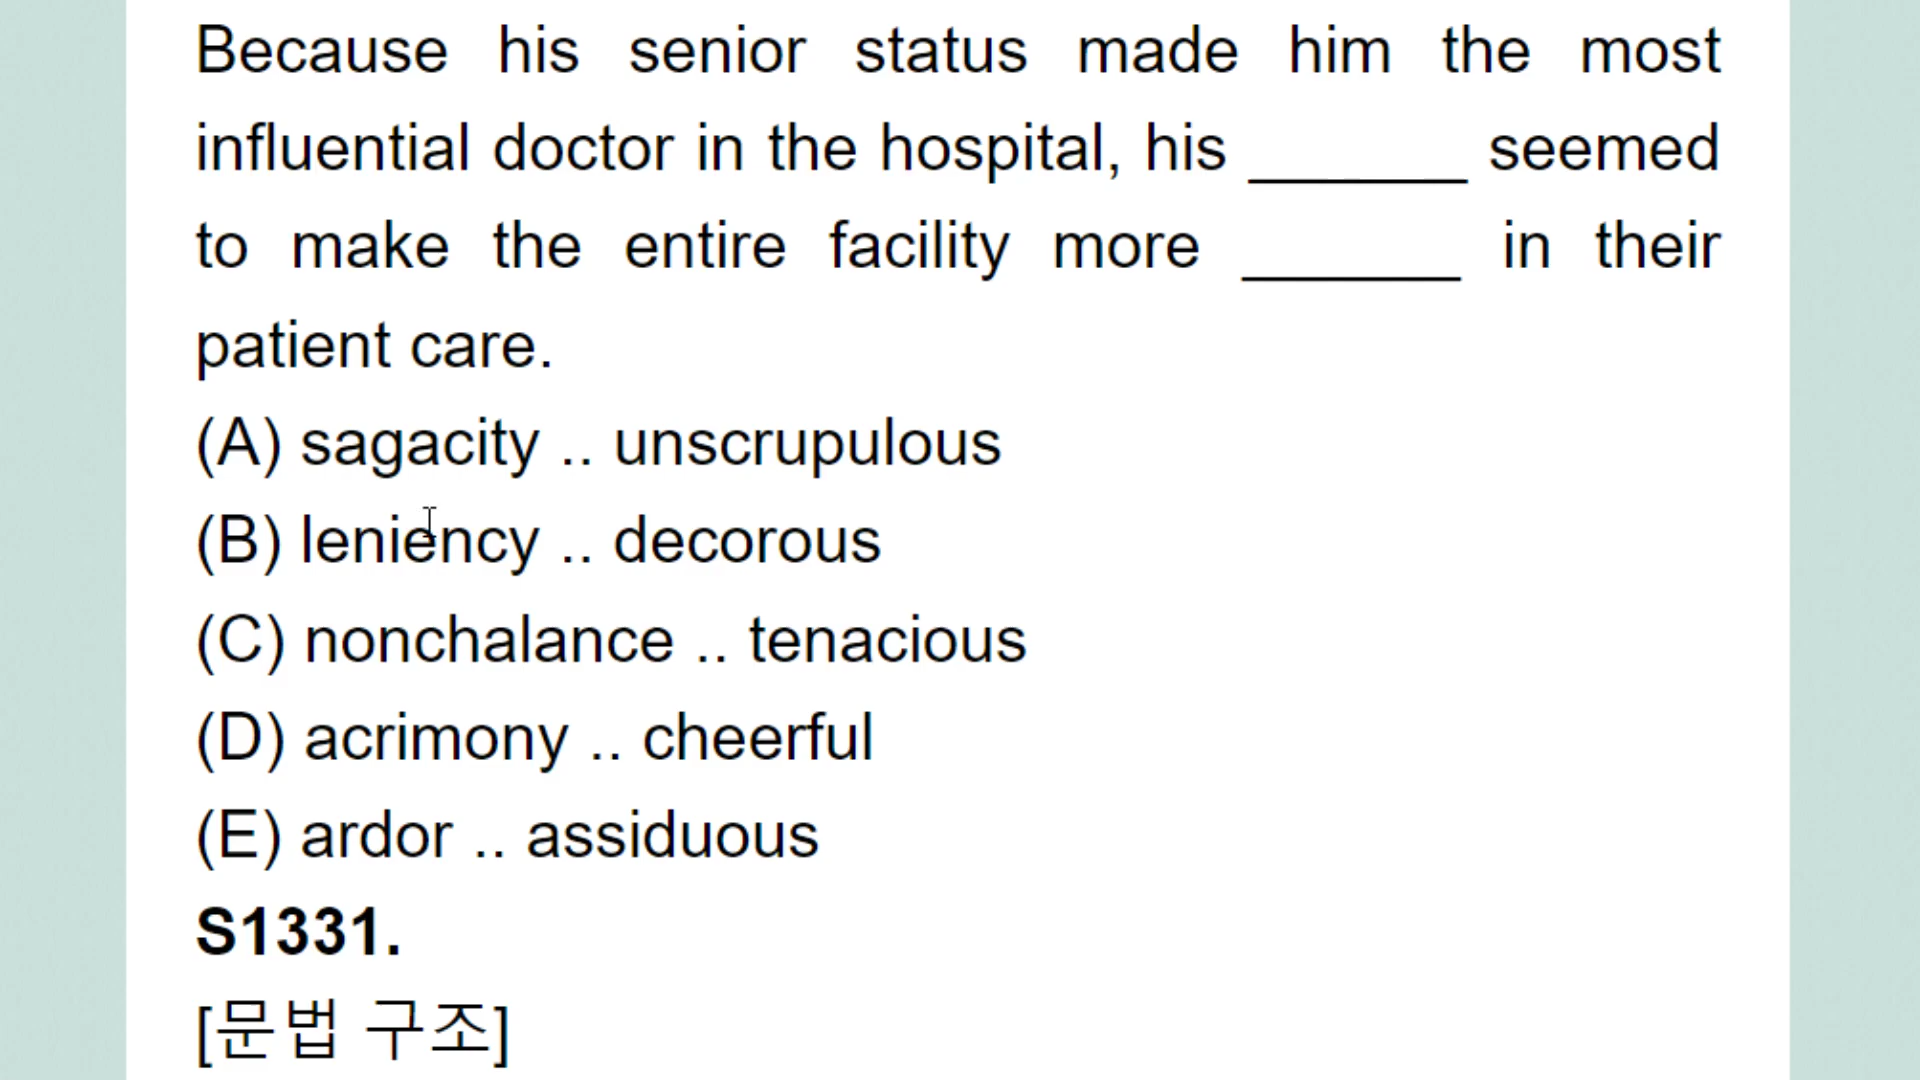 Because his senior status made him the most
influential doctor in the hospital, his ______ seemed
to make the entire facility more ______ in their
patient care.
(A) sagacity .. unscrupulous
(B) leniency .. decorous
(C) nonchalance .. tenacious
(D) acrimony .. cheerful
(E) ardor .. assiduous
S1331.
[문법 구조]